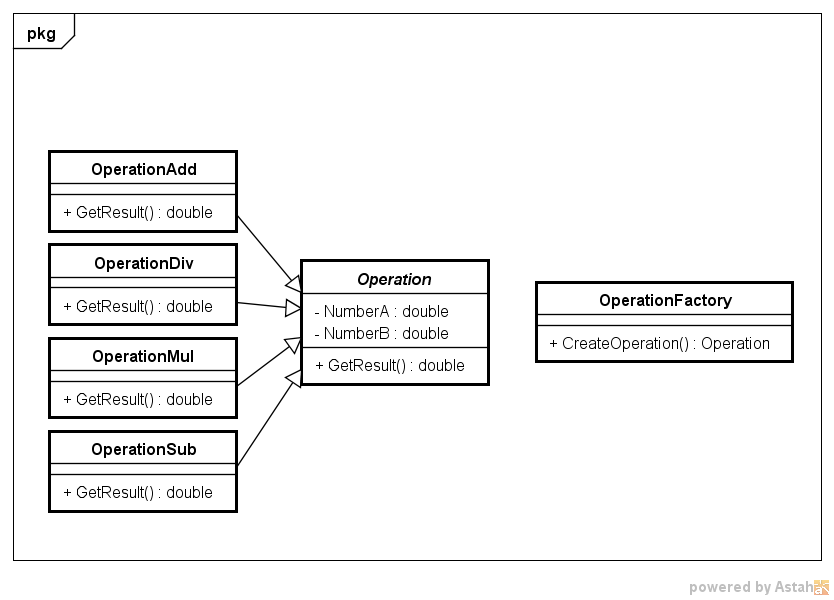 pkg
OperationAdd
+ GetResult() : double
OperationDiv
+ GetResult() : double
OperationMul
+ GetResult() : double
OperationSub
+ GetResult() : double
Operation
- NumberA : double
- NumberB : double
+ GetResult() : double
OperationFactory
+ CreateOperation() : Operation
powered by Astah